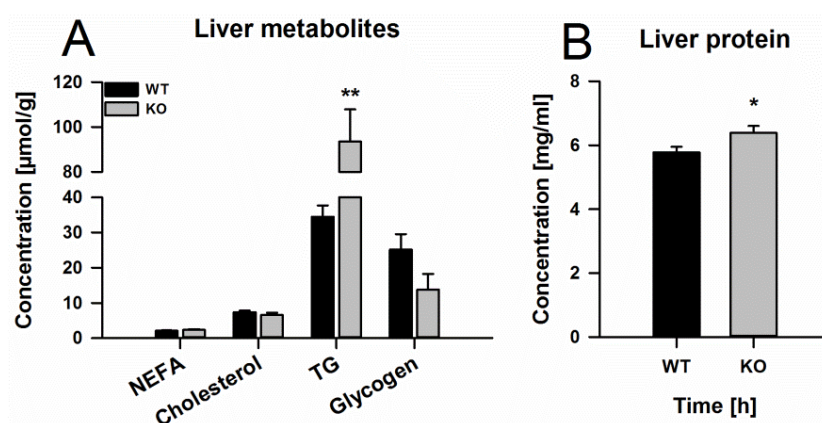 A
Liver metabolites
Concentration [µmol/g]
120
100
80
40
30
20
10
0
WT
KO
**
NEFA
Cholesterol
TG
Glycogen
B
Liver protein
Concentration [mg/ml]
8
6
4
2
0
*
WT
KO
Time [h]